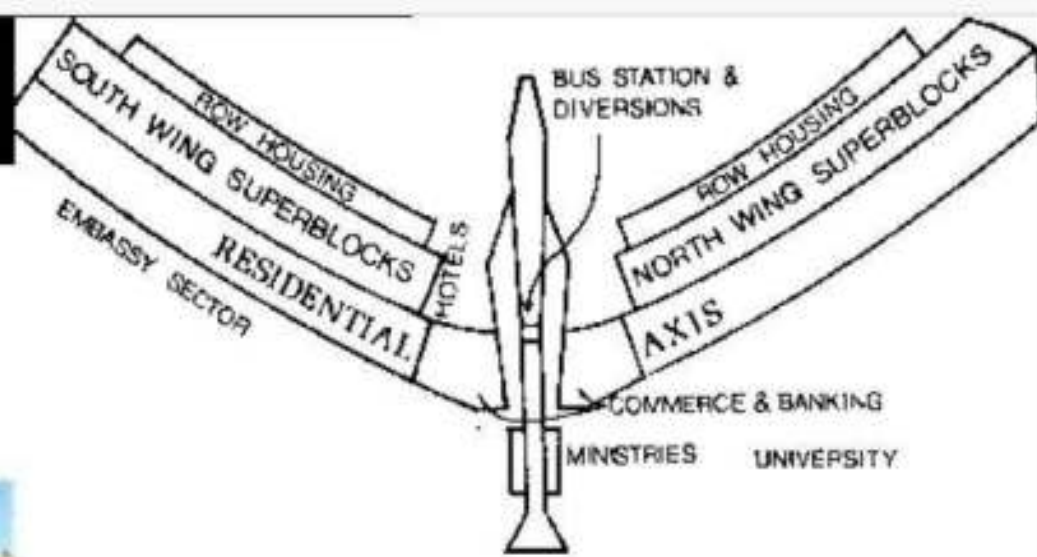 BUS STATION &
DIVERSIONS
ROW HOUSING
SOUTH WING SUPERBLOCKS
RESIDENTIAL
EMBASSY SECTOR
HOTELS
ROW HOUSING
NORTH WING SUPERBLOCKS
AXIS
COMMERCE & BANKING
MINISTRIES
UNIVERSITY